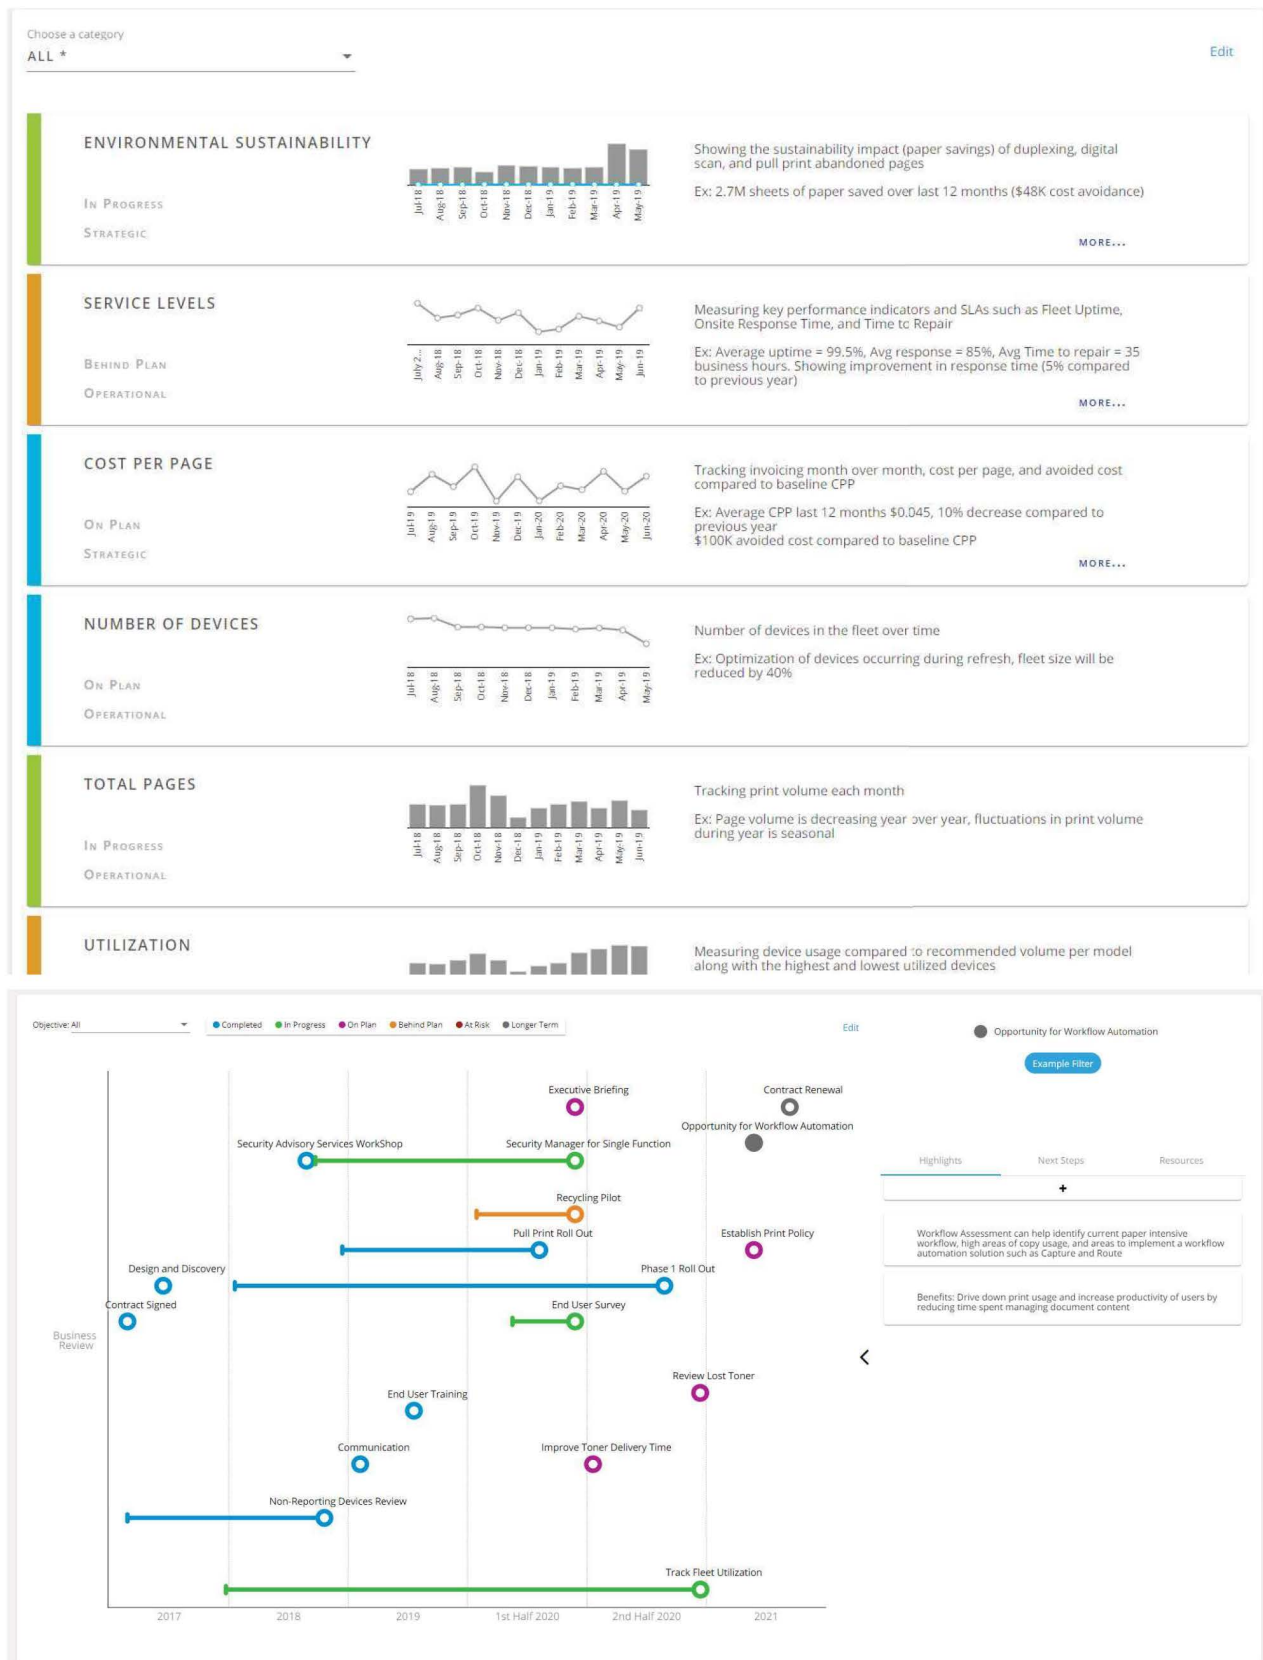 Choose a category
ALL *
Edit
ENVIRONMENTAL SUSTAINABILITY
IN PROGRESS
STRATEGIC
Jul-18 Aug-18 Sep-18 Oct-18 Nov-18 Dec-18 Jan-19 Feb-19 Mar-19 Apr-19 May-19
Showing the sustainability impact (paper savings) of duplexing, digital
scan, and pull print abandoned pages
Ex: 2.7M sheets of paper saved over last 12 months ($48K cost avoidance)
MORE...
SERVICE LEVELS
BEHIND PLAN
OPERATIONAL
July 2... Aug-18 Sep-18 Oct-18 Nov-18 Dec-18 Jan-19 Feb-19 Mar-19 Apr-19 May-19 Jun-19
Measuring key performance indicators and SLAs such as Fleet Uptime,
Onsite Response Time, and Time to Repair
Ex: Average uptime = 99.5%, Avg response = 85%, Avg Time to repair = 35
business hours. Showing improvement in response time (5% compared
to previous year)
MORE...
COST PER PAGE
ON PLAN
STRATEGIC
Jul-19 Aug-19 Sep-19 Oct-19 Nov-19 Dec-19 Jan-20 Feb-20 Mar-20 Apr-20 May-20 Jun-20
Tracking invoicing month over month, cost per page, and avoided cost
compared to baseline CPP
Ex: Average CPP last 12 months $0.045, 10% decrease compared to
previous year
$100K avoided cost compared to baseline CPP
MORE...
NUMBER OF DEVICES
ON PLAN
OPERATIONAL
Jul-18 Aug-18 Sep-18 Oct-18 Nov-18 Dec-18 Jan-19 Feb-19 Mar-19 Apr-19 May-19
Number of devices in the fleet over time
Ex: Optimization of devices occurring during refresh, fleet size will be
reduced by 40%
TOTAL PAGES
IN PROGRESS
OPERATIONAL
Jul-18 Aug-18 Sep-18 Oct-18 Nov-18 Dec-18 Jan-19 Feb-19 Mar-19 Apr-19 May-19 Jun-19
Tracking print volume each month
Ex: Page volume is decreasing year over year, fluctuations in print volume
during year is seasonal
UTILIZATION
Measuring device usage compared to recommended volume per model
along with the highest and lowest utilized devices
Objective: All
Completed In Progress On Plan Behind Plan At Risk Longer Term
Edit
Executive Briefing
Contract Renewal
Opportunity for Workflow Automation
Security Advisory Services WorkShop
Security Manager for Single Function
Recycling Pilot
Pull Print Roll Out
Establish Print Policy
Design and Discovery
Phase 1 Roll Out
Contract Signed
End User Survey
Business
Review
Review Lost Toner
End User Training
Communication
Improve Toner Delivery Time
Non-Reporting Devices Review
Track Fleet Utilization
2017 2018 2019 1st Half 2020 2nd Half 2020 2021
Opportunity for Workflow Automation
Example Filter
Highlights Next Steps Resources
+
Workflow Assessment can help identify current paper intensive
workflow, high areas of copy usage, and areas to implement a workflow
automation solution such as Capture and Route
Benefits: Drive down print usage and increase productivity of users by
reducing time spent managing document content